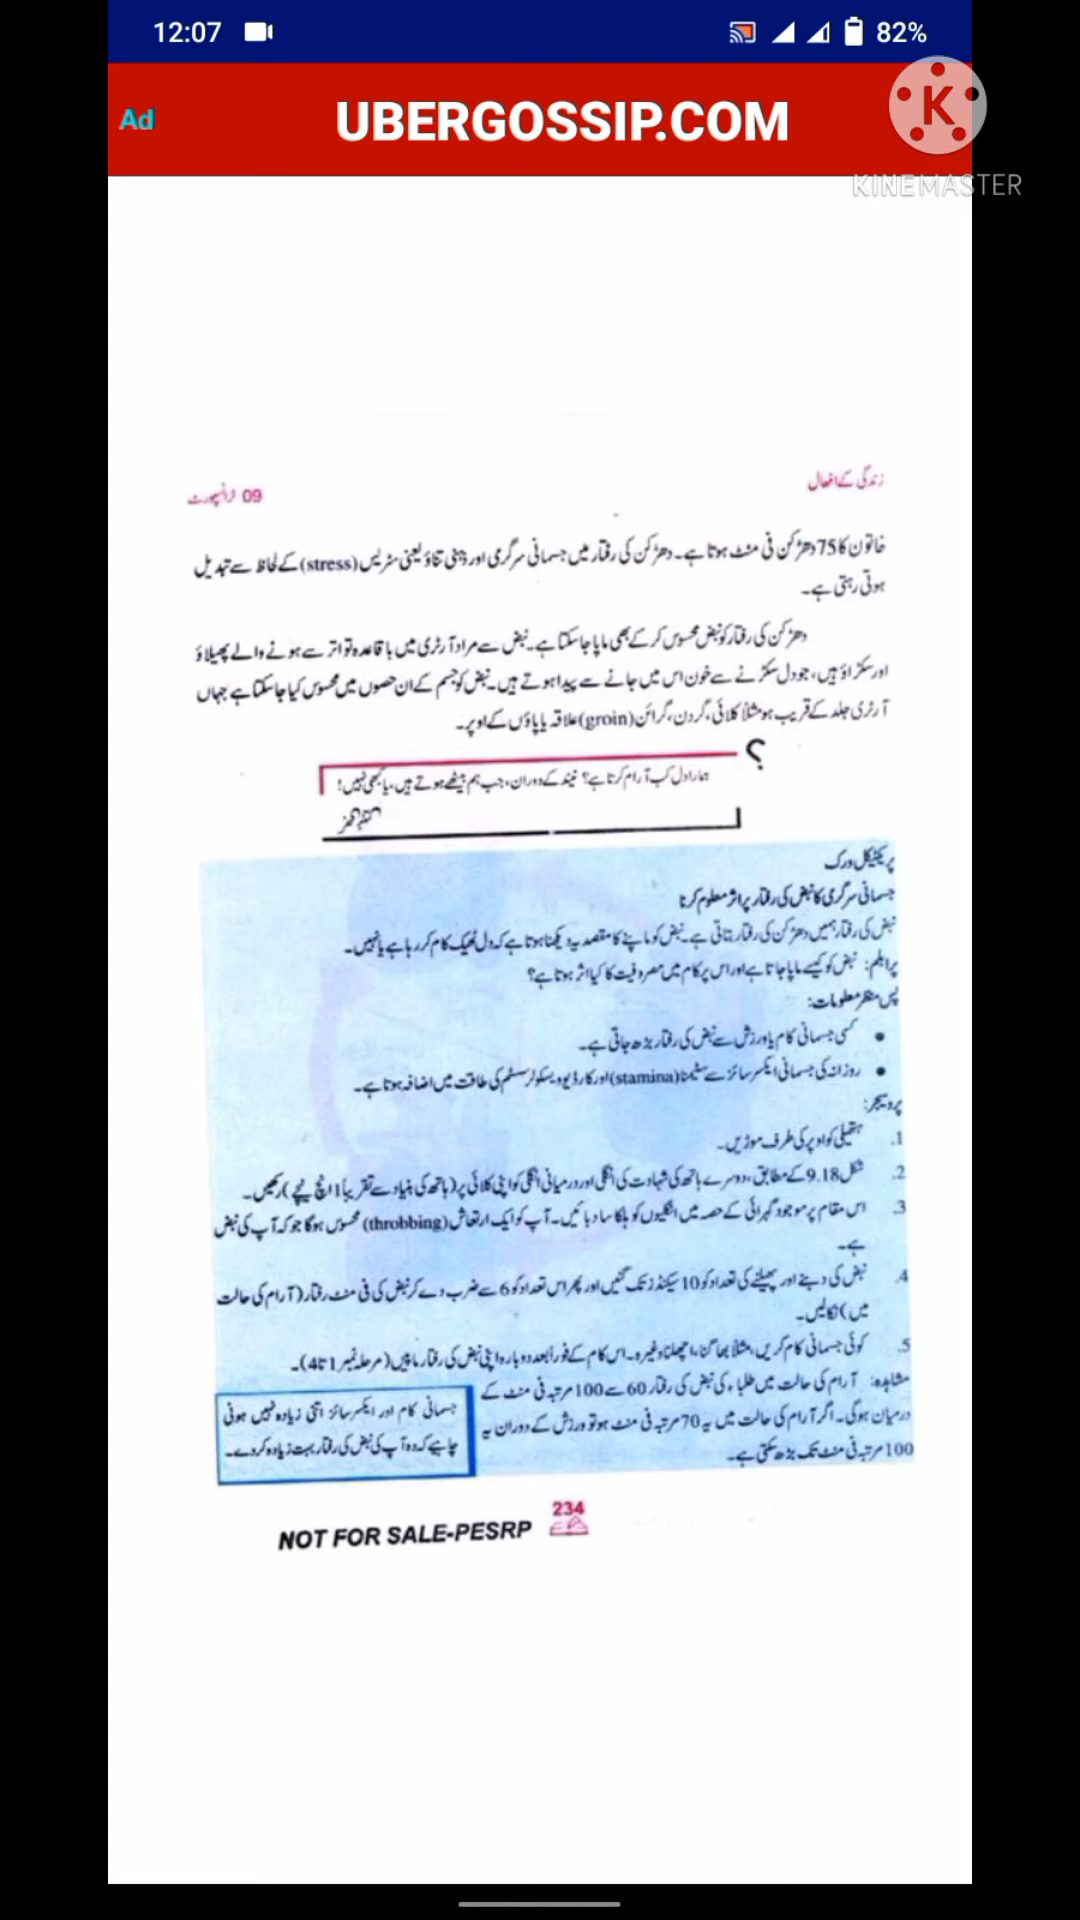 12:07
82%
Ad
UBERGOSSIP.COM
K
KINEMASTER
زندگی کے افعال
09 ٹرانسپورٹ
خاتون کا 75 دھڑکن فی منٹ ہوتا ہے۔ دھڑکن کی رفتار میں جسمانی سرگرمی اور ذہنی تناؤ یعنی سٹریس (stress) کے لحاظ سے تبدیل
ہوتی رہتی ہے۔
دھڑکن کی رفتار کو نبض محسوس کر کے بھی ماپا جا سکتا ہے۔ نبض سے مراد آرٹری میں با قاعدہ تواتر سے ہونے والے پھیلاؤ
اور سکڑاؤ ہیں، جو دل سکڑنے سے خون اس میں جانے سے پیدا ہوتے ہیں۔ نبض کو جسم کے ان حصوں میں محسوس کیا جا سکتا ہے جہاں
آرٹری جلد کے قریب ہو مثلاً کلائی، گردن، گرائن (groin) علاقہ یا پاؤں کے اوپر۔
؟
ہمارا دل کب آرام کرتا ہے؟ نیند کے دوران، جب ہم بیٹھے ہوتے ہیں، یا کبھی نہیں!
پریکٹیکل ورک
جسمانی سرگرمی کا نبض کی رفتار پر اثر معلوم کرنا
نبض کی رفتار ہمیں دھڑکن کی رفتار بتاتی ہے۔ نبض کو ماپنے کا مقصد یہ دیکھنا ہوتا ہے کہ دل ٹھیک کام کر رہا ہے یا نہیں۔
پرابلم: نبض کو کیسے ماپا جاتا ہے اور اس پر کام میں مصروفیت کا کیا اثر ہوتا ہے؟
پس منظر معلومات:
• کسی جسمانی کام یا ورزش سے نبض کی رفتار بڑھ جاتی ہے۔
• روزانہ کی جسمانی ایکسرسائز سے سٹیمنا (stamina) اور کارڈیوویسکولر سسٹم کی طاقت میں اضافہ ہوتا ہے۔
پروسیجر:
1. ہتھیلی کو اوپر کی طرف موڑیں۔
2. شکل 9.18 کے مطابق، دوسرے ہاتھ کی شہادت کی انگلی اور درمیانی انگلی کو اپنی کلائی پر (ہاتھ کی بنیاد سے تقریباً 1 انچ نیچے) رکھیں۔
3. اس مقام پر موجود گہرائی کے حصہ میں انگلیوں کو ہلکا سا دبائیں۔ آپ کو ایک ارتعاش (throbbing) محسوس ہوگا جو کہ آپ کی نبض
ہے۔
4. نبض کی دبنے اور پھیلنے کی تعداد کو 10 سیکنڈز تک گنیں اور پھر اس تعداد کو 6 سے ضرب دے کر نبض کی فی منٹ رفتار (آرام کی حالت
میں) نکالیں۔
5. کوئی جسمانی کام کریں، مثلاً بھاگنا، اچھلنا وغیرہ۔ اس کام کے فوراً بعد دوبارہ اپنی نبض کی رفتار ماپیں (مرحلہ نمبر 1 تا 4)۔
مشاہدہ: آرام کی حالت میں طلباء کی نبض کی رفتار 60 سے 100 مرتبہ فی منٹ کے
درمیان ہوگی۔ اگر آرام کی حالت میں یہ 70 مرتبہ فی منٹ ہو تو ورزش کے دوران یہ
100 مرتبہ فی منٹ تک بڑھ سکتی ہے۔
جسمانی کام اور ایکسرسائز اتنی زیادہ نہیں ہونی
چاہیے کہ وہ آپ کی نبض کی رفتار بہت زیادہ کر دے۔
234
NOT FOR SALE-PESRP